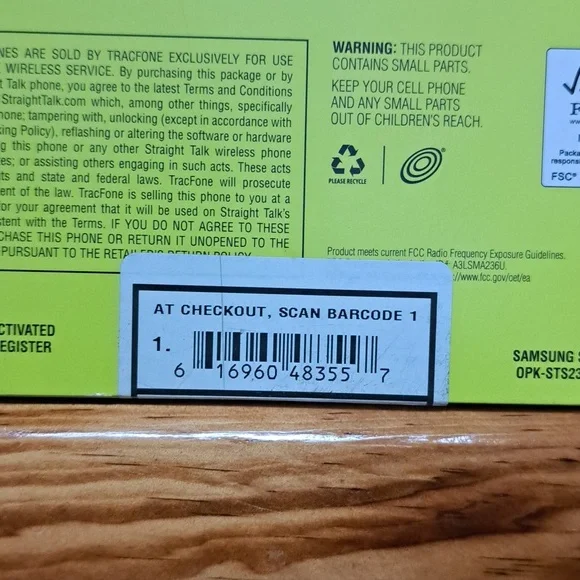 NES ARE SOLD BY TRACFONE EXCLUSIVELY FOR USE
WIRELESS SERVICE. By purchasing this package or by
t Talk phone, you agree to the latest Terms and Conditions
StraightTalk.com which, among other things, specifically
hone; tampering with, unlocking (except in accordance with
king Policy), reflashing or altering the software or hardware
g this phone or any other Straight Talk wireless phone
es; or assisting others engaging in such acts. These acts
ts and state and federal laws. TracFone will prosecute
ent of the law. TracFone is selling this phone to you at a
for your agreement that it will be used on Straight Talk's
stent with the Terms. IF YOU DO NOT AGREE TO THESE
CHASE THIS PHONE OR RETURN IT UNOPENED TO THE
PURSUANT TO THE RETAILER'S RETURN POLICY.
WARNING: THIS PRODUCT
CONTAINS SMALL PARTS.
KEEP YOUR CELL PHONE
AND ANY SMALL PARTS
OUT OF CHILDREN'S REACH.
PLEASE RECYCLE
®
F
www
Packa
respons
FSC®
Product meets current FCC Radio Frequency Exposure Guidelines.
A3LSMA236U.
://www.fcc.gov/oet/ea
CTIVATED
EGISTER
AT CHECKOUT, SCAN BARCODE 1
1.
6 16960 48355 7
SAMSUNG S
OPK-STS23